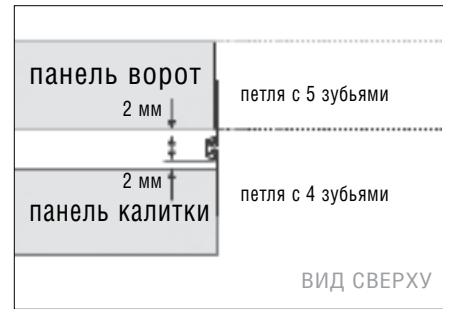 панель ворот
петля с 5 зубьями
2 мм
2 мм
петля с 4 зубьями
панель калитки
ВИД СВЕРХУ